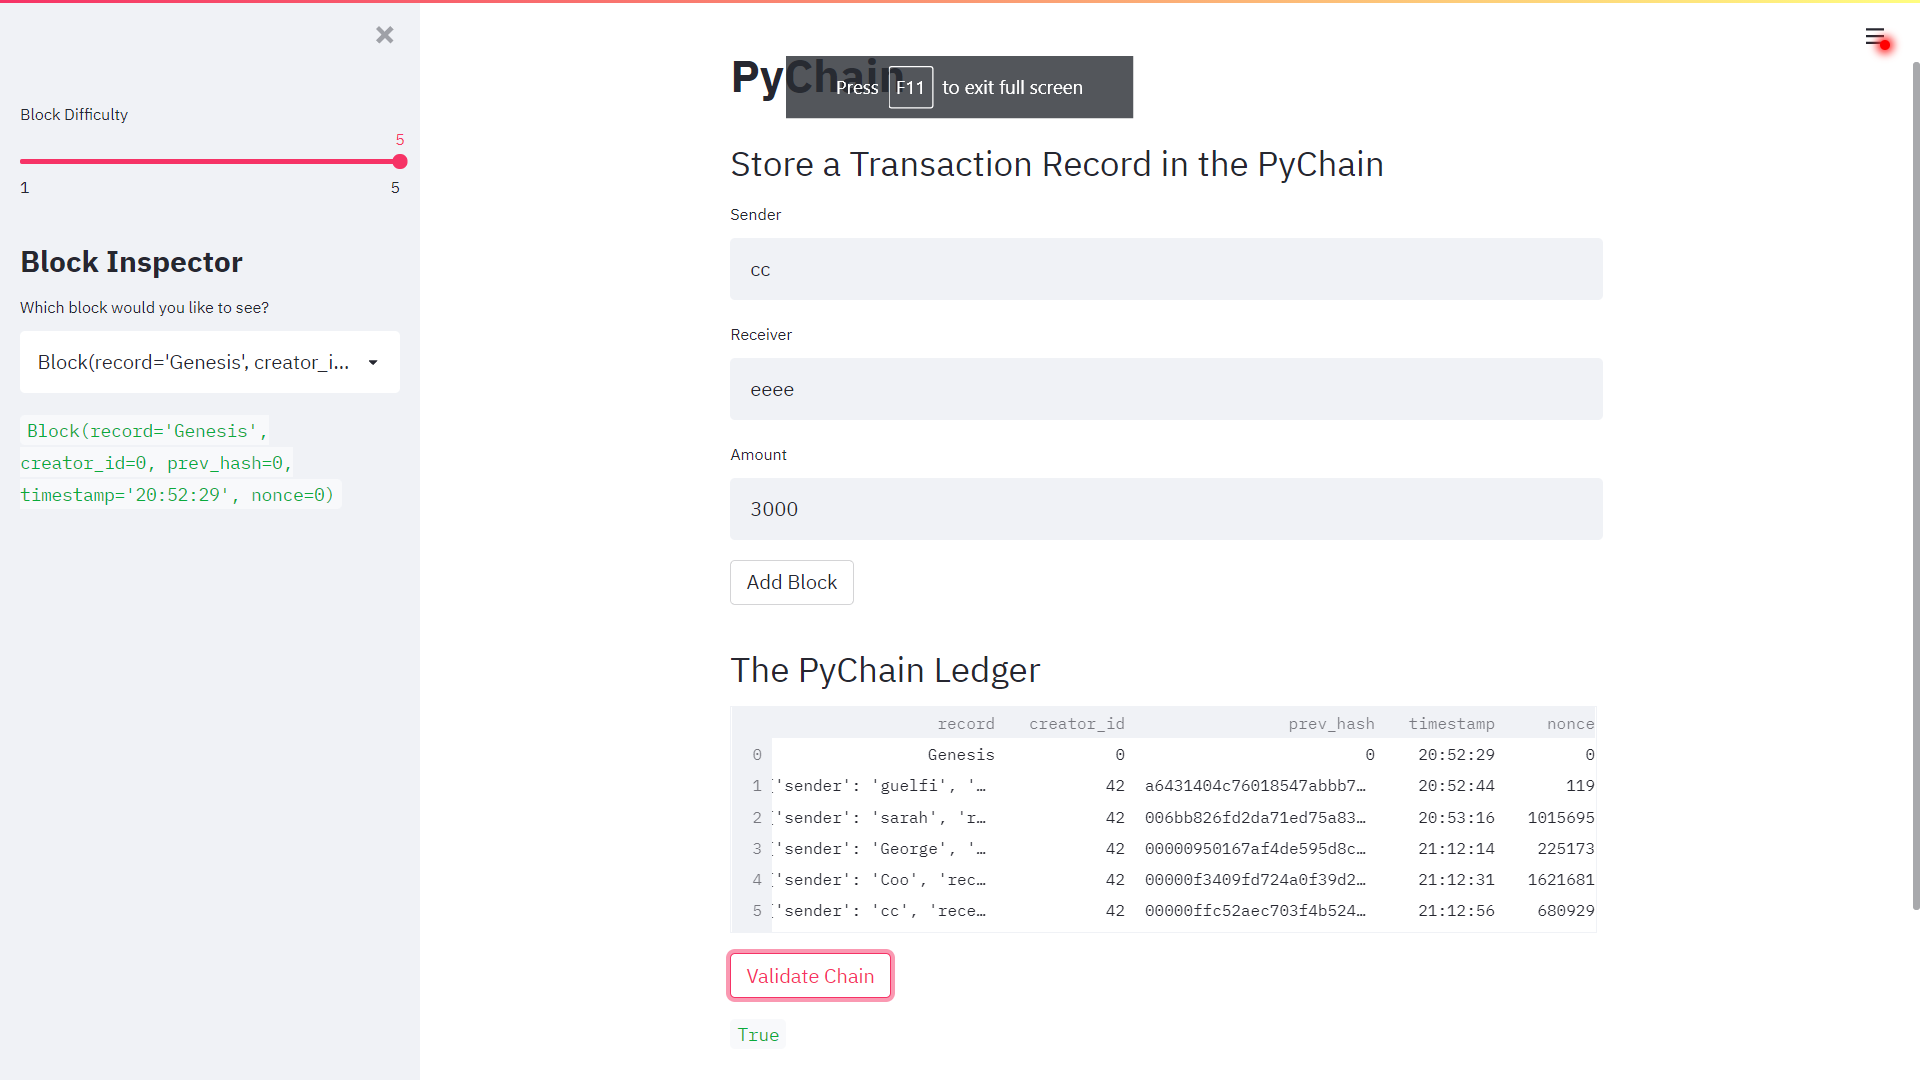 Block Difficulty
5
1
5
Block Inspector
Which block would you like to see?
Block(record='Genesis', creator_i...
Block(record='Genesis',
creator_id=0, prev_hash=0,
timestamp='20:52:29', nonce=0)
PyChain
Press F11 to exit full screen
Store a Transaction Record in the PyChain
Sender
cc
Receiver
eeee
Amount
3000
Add Block
The PyChain Ledger
record creator_id prev_hash timestamp nonce
0 Genesis 0 0 20:52:29 0
1 {'sender': 'guelfi', '… 42 a6431404c76018547abbb7… 20:52:44 119
2 {'sender': 'sarah', 'r… 42 006bb826fd2da71ed75a83… 20:53:16 1015695
3 {'sender': 'George', '… 42 00000950167af4de595d8c… 21:12:14 225173
4 {'sender': 'Coo', 'rec… 42 00000f3409fd724a0f39d2… 21:12:31 1621681
5 {'sender': 'cc', 'rece… 42 00000ffc52aec703f4b524… 21:12:56 680929
Validate Chain
True